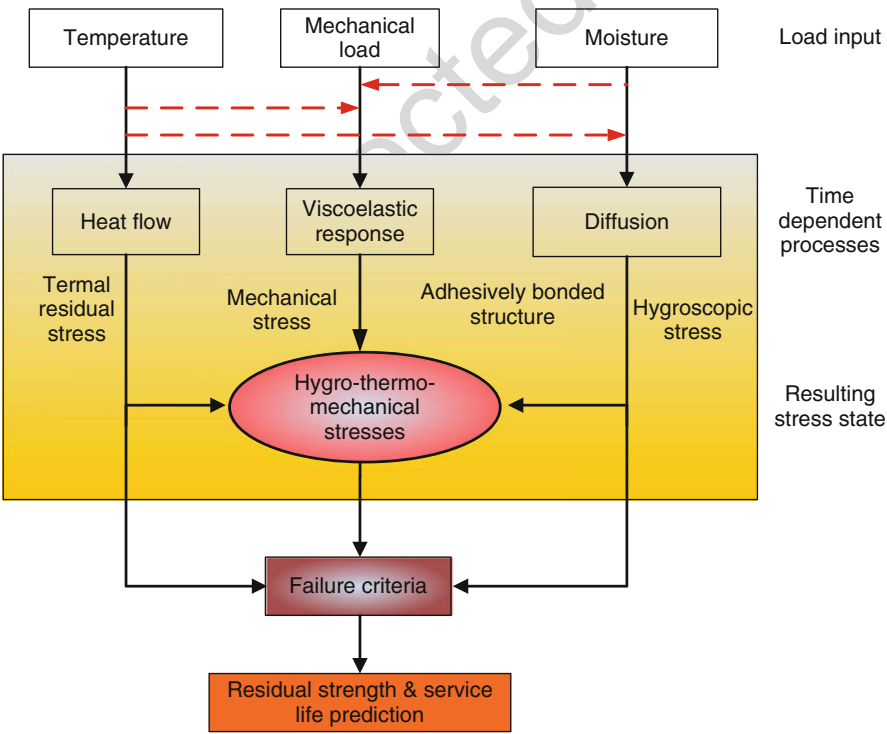 Temperature
Mechanical
load
Moisture
Load input
Heat flow
Viscoelastic
response
Diffusion
Time
dependent
processes
Termal
residual
stress
Mechanical
stress
Adhesively bonded
structure
Hygroscopic
stress
Hygro-thermo-
mechanical
stresses
Resulting
stress state
Failure criteria
Residual strength & service
life prediction